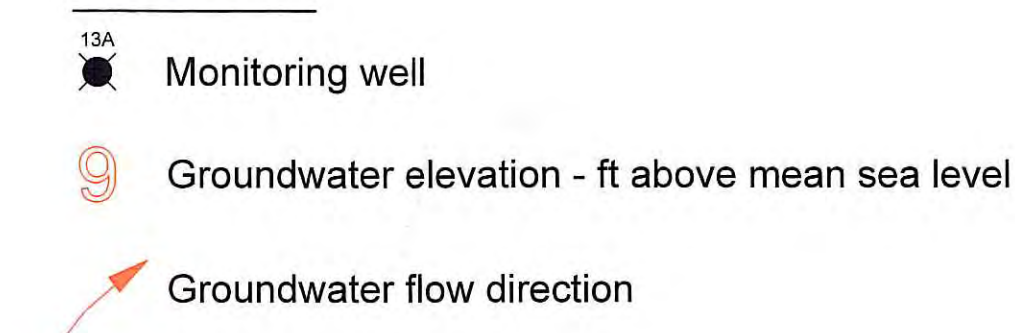 13A
Monitoring well
9 Groundwater elevation - ft above mean sea level
Groundwater flow direction